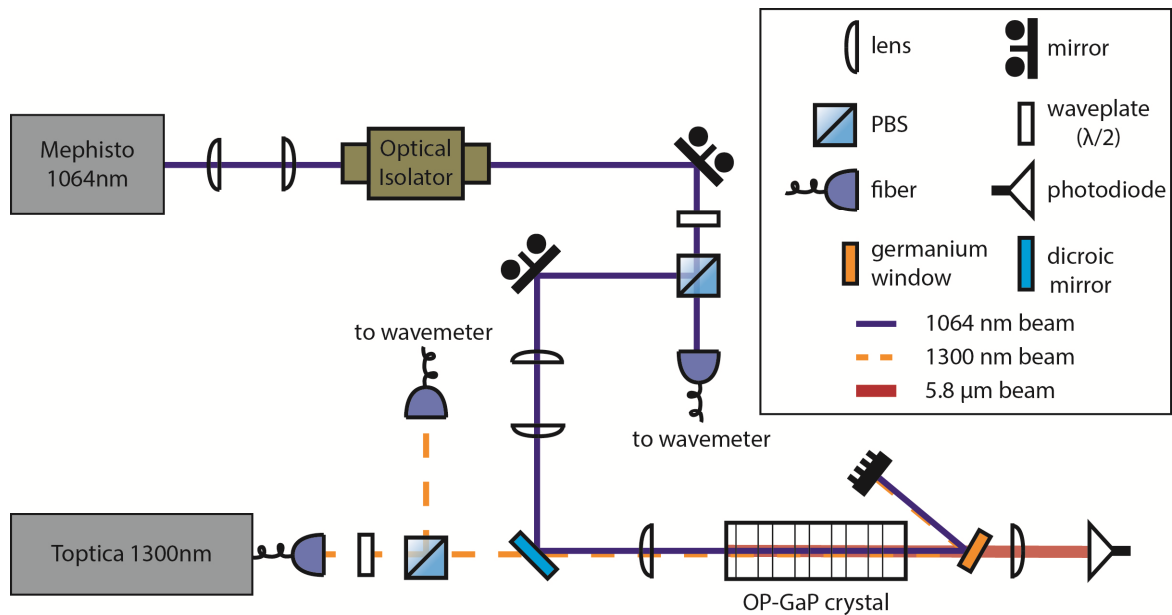 Mephisto
1064nm
Optical
Isolator
lens
mirror
PBS
waveplate
(λ/2)
fiber
photodiode
germanium
window
dicroic
mirror
1064 nm beam
1300 nm beam
5.8 μm beam
to wavemeter
to wavemeter
Toptica 1300nm
OP-GaP crystal